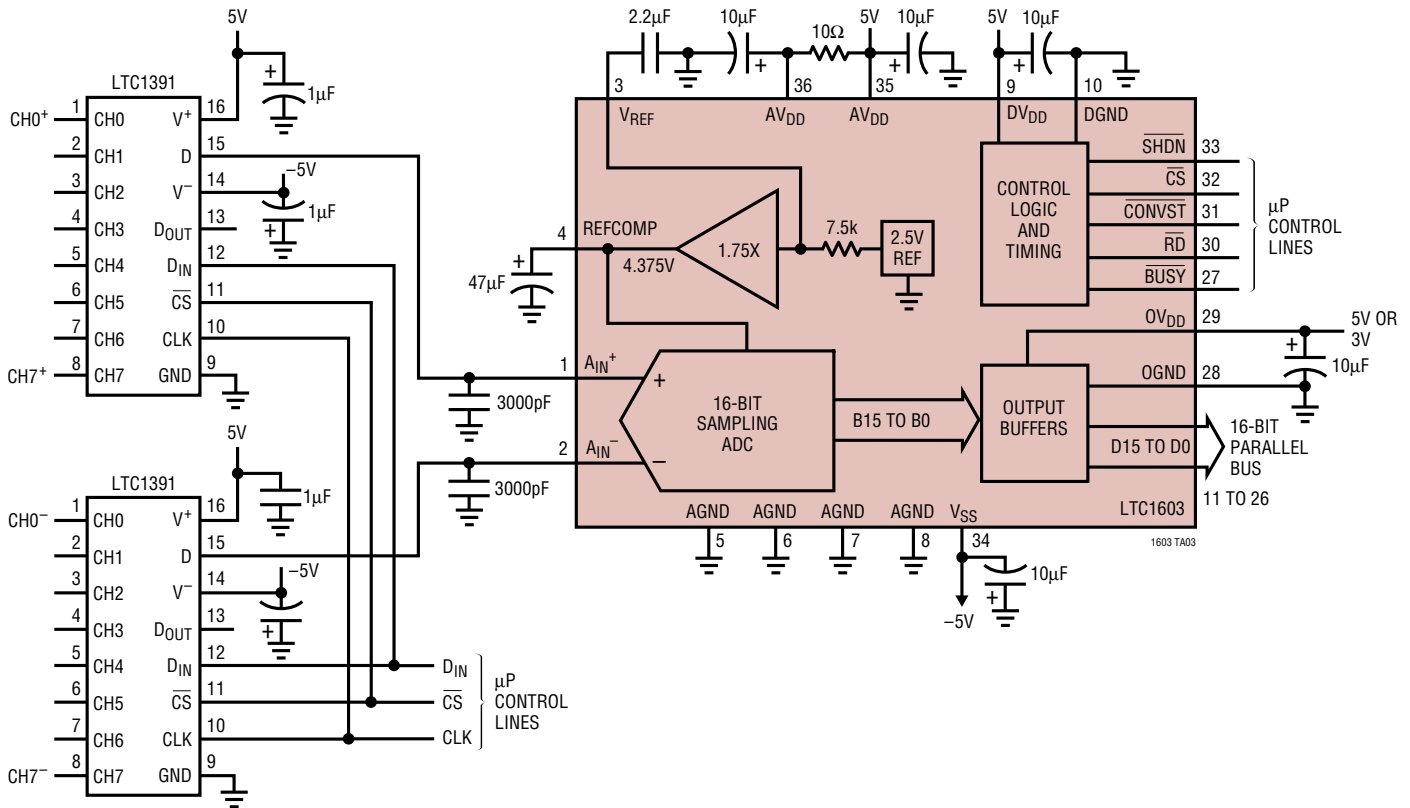 5V
LTC1391
+
1µF
CH0+ 1 CH0 V+ 16
2 CH1 D 15
3 CH2 V− 14
−5V
1µF
+
4 CH3 DOUT 13
5 CH4 DIN 12
6 CH5 CS 11
7 CH6 CLK 10
CH7+ 8 CH7 GND 9
5V
LTC1391
1µF
CH0− 1 CH0 V+ 16
2 CH1 D 15
3 CH2 V− 14
−5V
+
4 CH3 DOUT 13
5 CH4 DIN 12
6 CH5 CS 11
7 CH6 CLK 10
CH7− 8 CH7 GND 9
DIN
CS
CLK
µP
CONTROL
LINES
2.2µF 10µF 10Ω 5V 10µF 5V 10µF
+ + +
3 36 35 9 10
VREF AVDD AVDD DVDD DGND
4 REFCOMP
4.375V
+
47µF
1.75X
7.5k
2.5V
REF
CONTROL
LOGIC
AND
TIMING
SHDN 33
CS 32
CONVST 31
RD 30
BUSY 27
µP
CONTROL
LINES
OVDD 29
5V OR
3V
+
10µF
OGND 28
1 AIN+
3000pF
2 AIN−
3000pF
+
16-BIT
SAMPLING
ADC
−
B15 TO B0
OUTPUT
BUFFERS
D15 TO D0
16-BIT
PARALLEL
BUS
11 TO 26
AGND AGND AGND AGND VSS
LTC1603
5 6 7 8 34
1603 TA03
10µF
+
−5V